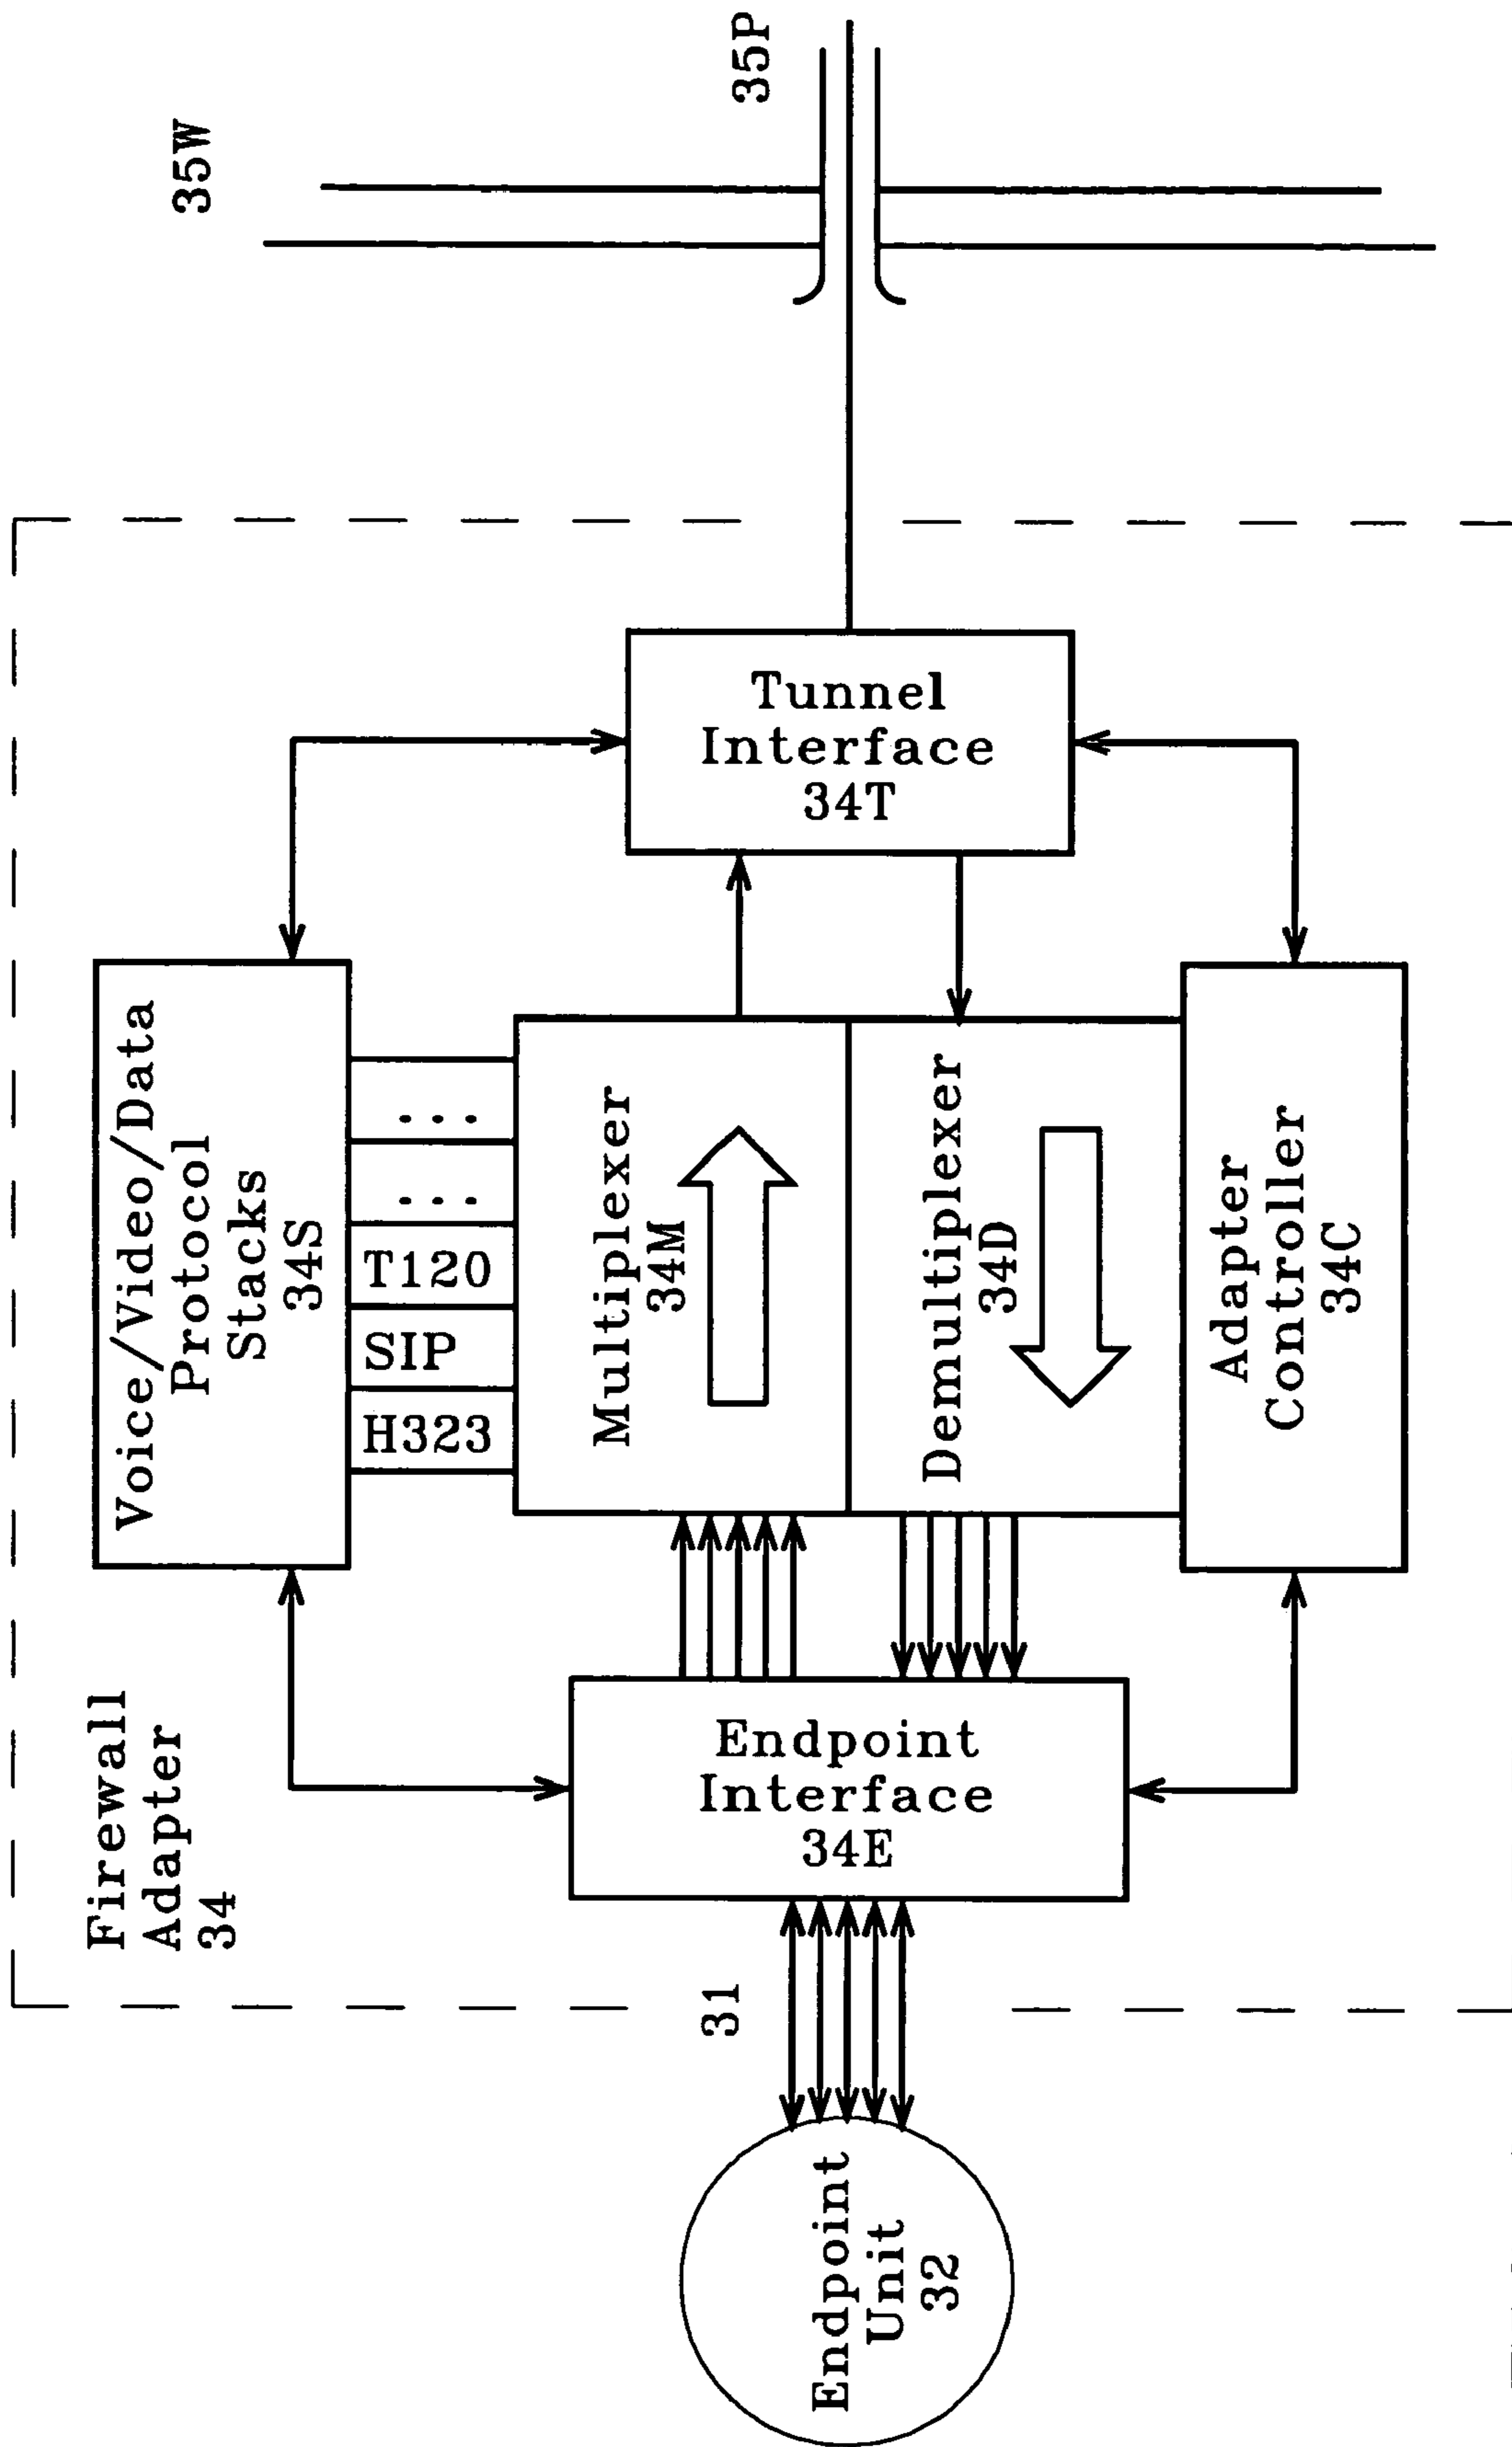 35W
35P
Firewall
Adapter
34
Voice/Video/Data
Protocol
Stacks
34S
H323
SIP
T120
...
...
Multiplexer
34M
Demultiplexer
34D
Adapter
Controller
34C
Tunnel
Interface
34T
Endpoint
Interface
34E
31
Endpoint
Unit
32